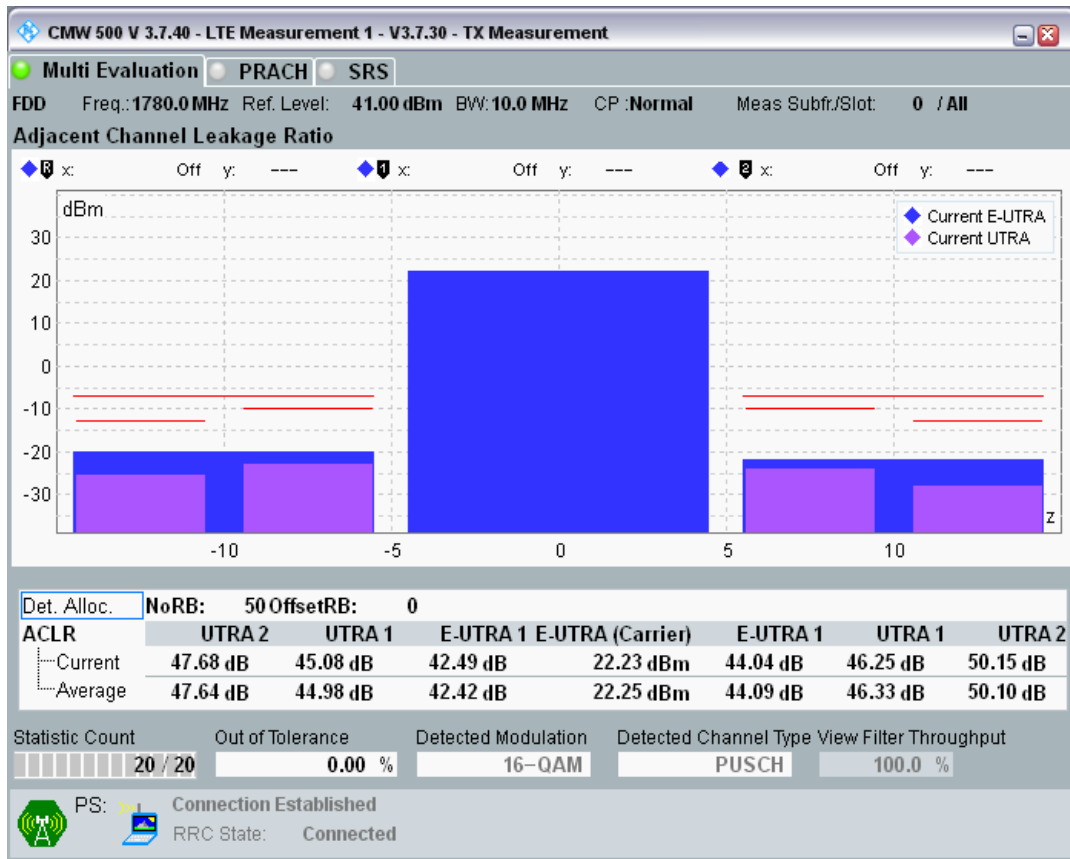 CMW 500 V 3.7.40 - LTE Measurement 1 - V3.7.30 - TX Measurement
Multi Evaluation PRACH SRS
FDD Freq.: 1780.0 MHz Ref. Level: 41.00 dBm BW: 10.0 MHz CP :Normal Meas Subfr./Slot: 0 / All
Adjacent Channel Leakage Ratio
R x: Off y: --- 1 x: Off y: --- 2 x: Off y: ---
dBm
Current E-UTRA
Current UTRA
30
20
10
0
-10
-20
-30
z
-10 -5 0 5 10
Det. Alloc. NoRB: 50 OffsetRB: 0
ACLR UTRA 2 UTRA 1 E-UTRA 1 E-UTRA (Carrier) E-UTRA 1 UTRA 1 UTRA 2
Current 47.68 dB 45.08 dB 42.49 dB 22.23 dBm 44.04 dB 46.25 dB 50.15 dB
Average 47.64 dB 44.98 dB 42.42 dB 22.25 dBm 44.09 dB 46.33 dB 50.10 dB
Statistic Count Out of Tolerance Detected Modulation Detected Channel Type View Filter Throughput
20 / 20 0.00 % 16-QAM PUSCH 100.0 %
PS: Connection Established
RRC State: Connected